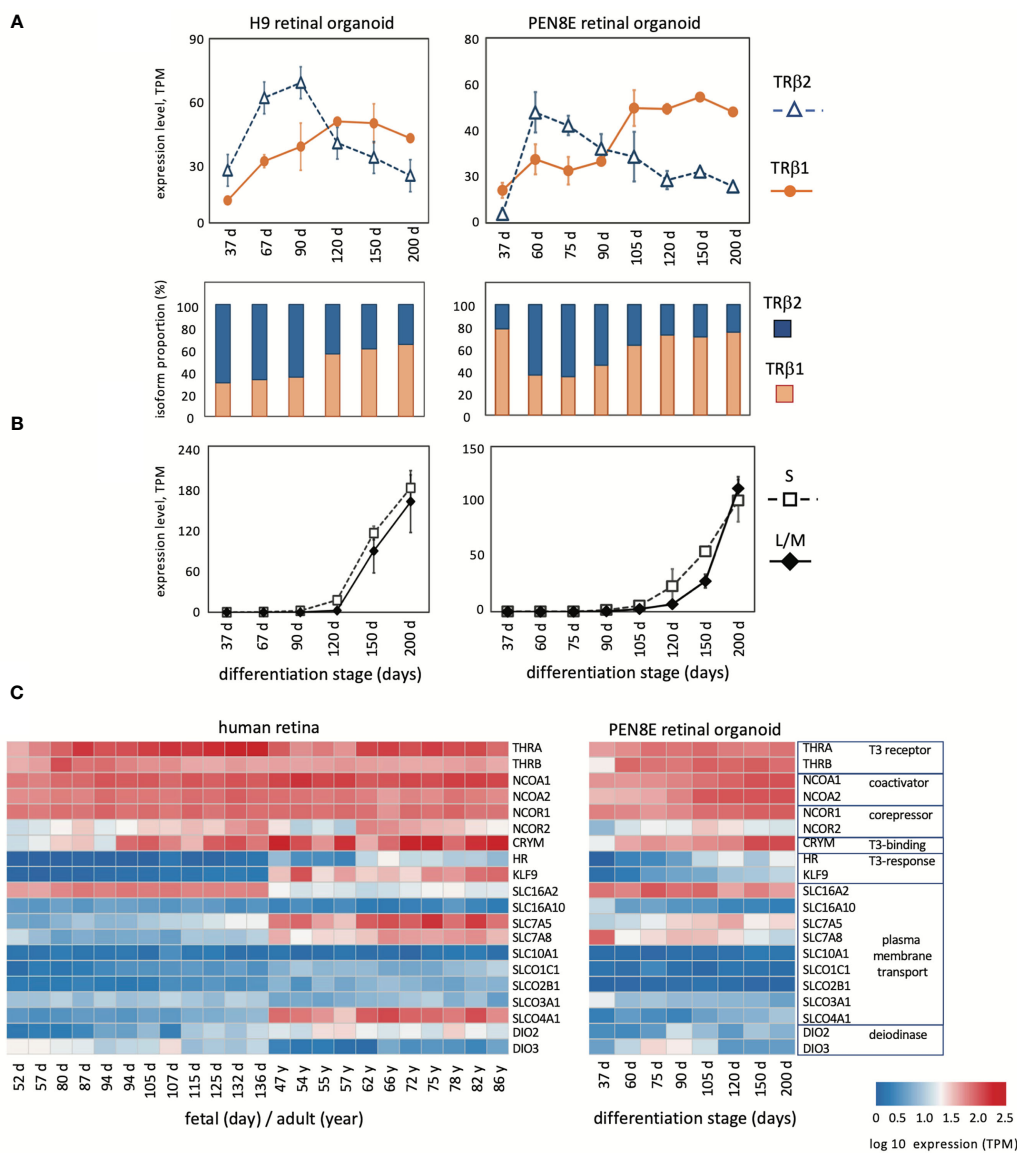 A
H9 retinal organoid
PEN8E retinal organoid
expression level, TPM
90
60
30
0
37 d
67 d
90 d
120 d
150 d
200 d
80
60
40
20
0
37 d
60 d
75 d
90 d
105 d
120 d
150 d
200 d
TRβ2
TRβ1
isoform proportion (%)
100
80
60
40
20
0
100
80
60
40
20
0
TRβ2
TRβ1
B
expression level, TPM
240
180
120
60
0
37 d
67 d
90 d
120 d
150 d
200 d
differentiation stage (days)
150
100
50
0
37 d
60 d
75 d
90 d
105 d
120 d
150 d
200 d
differentiation stage (days)
S
L/M
C
human retina
THRA
THRB
NCOA1
NCOA2
NCOR1
NCOR2
CRYM
HR
KLF9
SLC16A2
SLC16A10
SLC7A5
SLC7A8
SLC10A1
SLCO1C1
SLCO2B1
SLCO3A1
SLCO4A1
DIO2
DIO3
52 d
57 d
80 d
87 d
94 d
94 d
105 d
107 d
115 d
125 d
132 d
136 d
47 y
54 y
55 y
57 y
62 y
66 y
72 y
75 y
78 y
82 y
86 y
fetal (day) / adult (year)
PEN8E retinal organoid
THRA T3 receptor
THRB
NCOA1 coactivator
NCOA2
NCOR1 corepressor
NCOR2
CRYM T3-binding
HR T3-response
KLF9
SLC16A2
SLC16A10
SLC7A5
SLC7A8
SLC10A1
SLCO1C1
SLCO2B1
SLCO3A1
SLCO4A1
plasma
membrane
transport
DIO2 deiodinase
DIO3
37 d
60 d
75 d
90 d
105 d
120 d
150 d
200 d
differentiation stage (days)
0 0.5 1.0 1.5 2.0 2.5
log 10 expression (TPM)